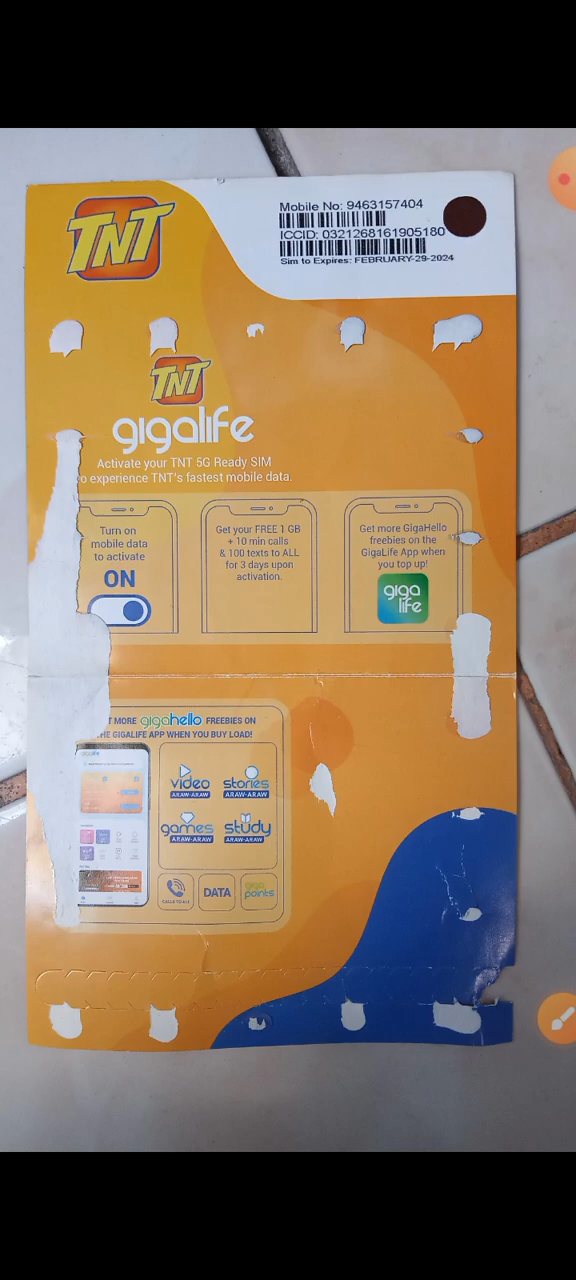 TNT
Mobile No: 9463157404
ICCID: 0321268161905180
Sim to Expires: FEBRUARY-29-2024
TNT
gigalife
Activate your TNT 5G Ready SIM
o experience TNT's fastest mobile data.
Turn on
mobile data
to activate
ON
Get your FREE 1 GB
+ 10 min calls
& 100 texts to ALL
for 3 days upon
activation.
Get more GigaHello
freebies on the
GigaLife App when
you top up!
giga
life
T MORE gigahello FREEBIES ON
HE GIGALIFE APP WHEN YOU BUY LOAD!
video
ARAW-ARAW
stories
ARAW-ARAW
games
ARAW-ARAW
study
ARAW-ARAW
CALLS TO ALL
DATA
giga
points